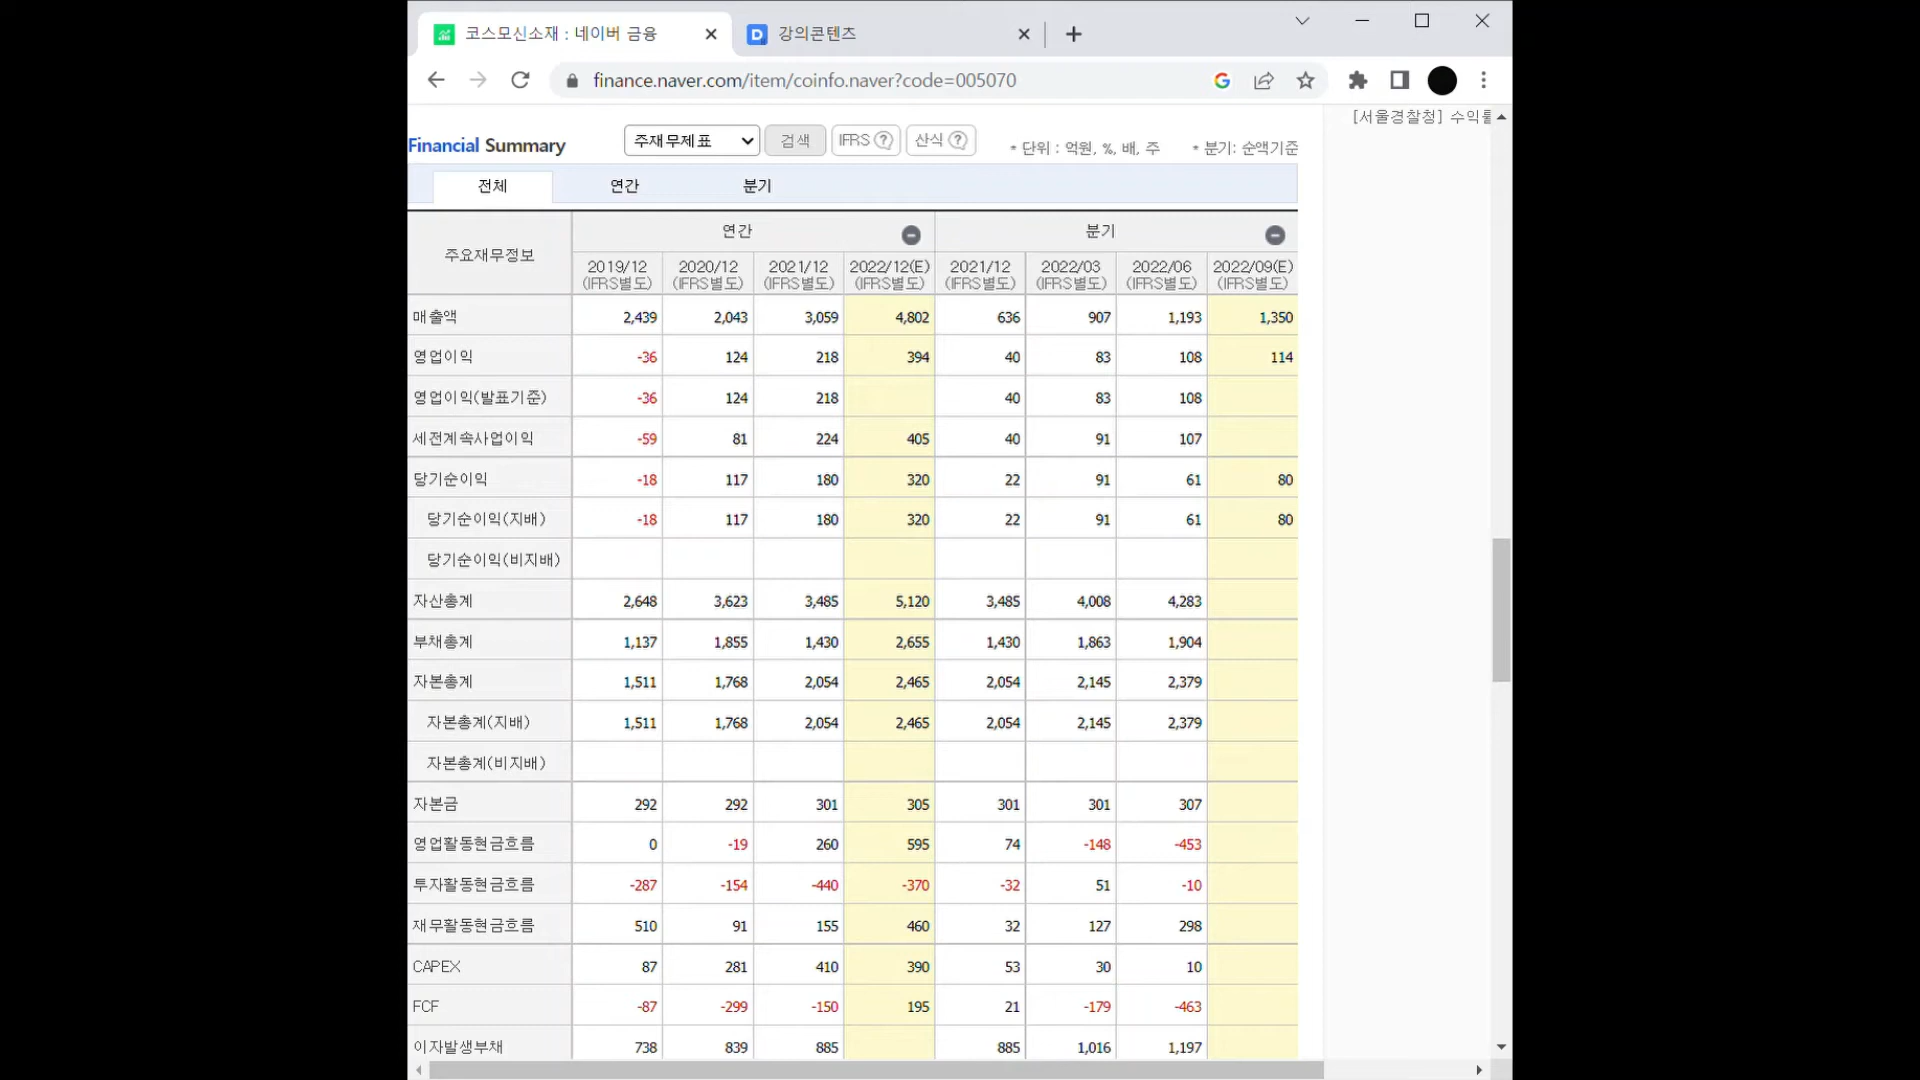 코스모신소재 : 네이버 금융
강의콘텐츠
finance.naver.com/item/coinfo.naver?code=005070
[서울경찰청] 수익률
Financial Summary 주재무제표 검색 IFRS ? 산식 ? * 단위 : 억원, %, 배, 주 * 분기: 순액기준
전체 연간 분기
주요재무정보 연간 분기
2019/12 2020/12 2021/12 2022/12(E) 2021/12 2022/03 2022/06 2022/09(E)
(IFRS별도) (IFRS별도) (IFRS별도) (IFRS별도) (IFRS별도) (IFRS별도) (IFRS별도) (IFRS별도)
매출액 2,439 2,043 3,059 4,802 636 907 1,193 1,350
영업이익 -36 124 218 394 40 83 108 114
영업이익(발표기준) -36 124 218 40 83 108
세전계속사업이익 -59 81 224 405 40 91 107
당기순이익 -18 117 180 320 22 91 61 80
당기순이익(지배) -18 117 180 320 22 91 61 80
당기순이익(비지배)
자산총계 2,648 3,623 3,485 5,120 3,485 4,008 4,283
부채총계 1,137 1,855 1,430 2,655 1,430 1,863 1,904
자본총계 1,511 1,768 2,054 2,465 2,054 2,145 2,379
자본총계(지배) 1,511 1,768 2,054 2,465 2,054 2,145 2,379
자본총계(비지배)
자본금 292 292 301 305 301 301 307
영업활동현금흐름 0 -19 260 595 74 -148 -453
투자활동현금흐름 -287 -154 -440 -370 -32 51 -10
재무활동현금흐름 510 91 155 460 32 127 298
CAPEX 87 281 410 390 53 30 10
FCF -87 -299 -150 195 21 -179 -463
이자발생부채 738 839 885 885 1,016 1,197